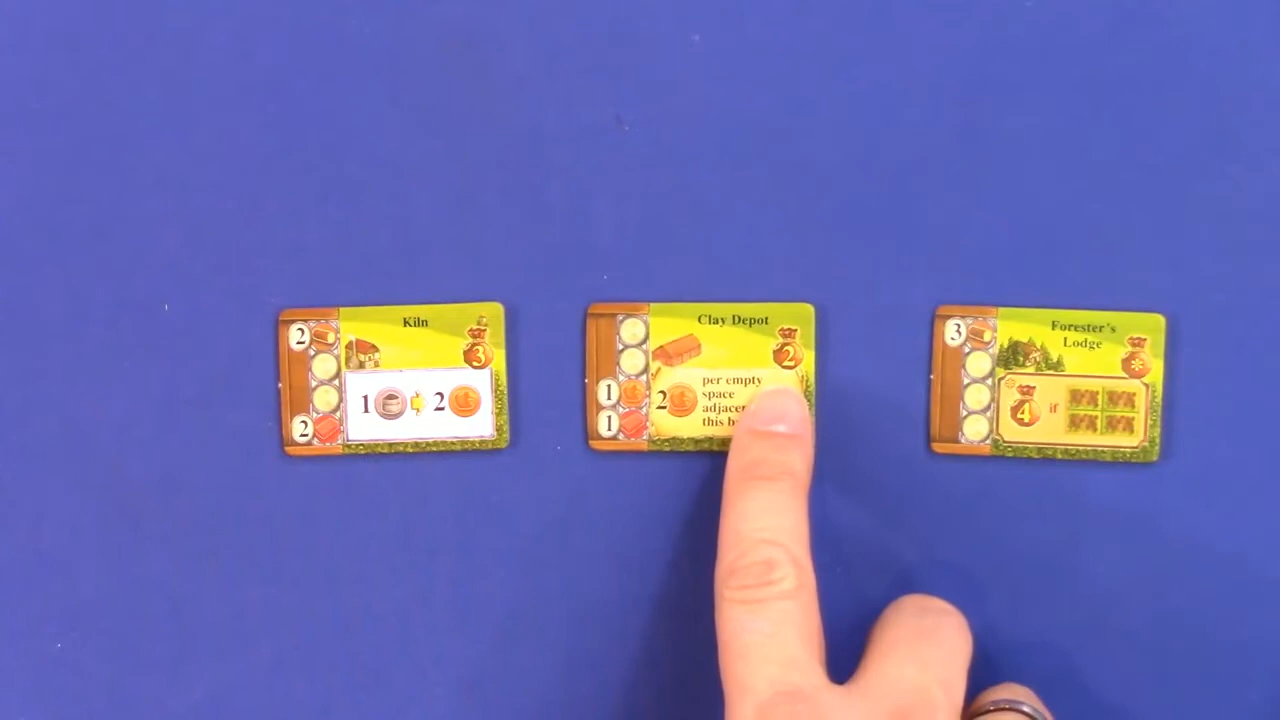 Kiln
2
3
1 2
2
Clay Depot
2
per empty
space
2
1
this
1
Forester's
Lodge
3
4 if